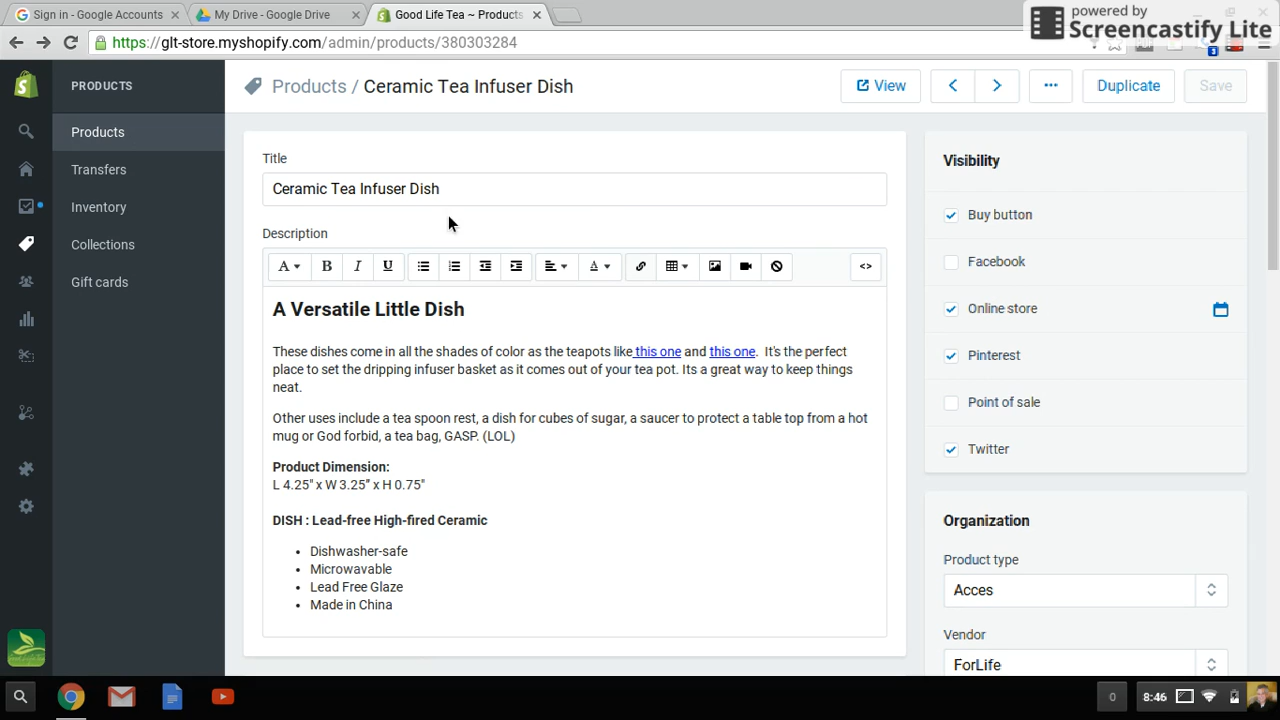 Sign in - Google Accounts
My Drive - Google Drive
Good Life Tea ~ Products
powered by
Screencastify Lite
https://glt-store.myshopify.com/admin/products/380303284
PRODUCTS
Products
Transfers
Inventory
Collections
Gift cards
Products / Ceramic Tea Infuser Dish
View
Duplicate
Save
Title
Ceramic Tea Infuser Dish
Description
A
B
I
U
A
<>
A Versatile Little Dish
These dishes come in all the shades of color as the teapots like this one and this one.  It's the perfect
place to set the dripping infuser basket as it comes out of your tea pot. Its a great way to keep things
neat.
Other uses include a tea spoon rest, a dish for cubes of sugar, a saucer to protect a table top from a hot
mug or God forbid, a tea bag, GASP. (LOL)
Product Dimension:
L 4.25" x W 3.25" x H 0.75"
DISH : Lead-free High-fired Ceramic
• Dishwasher-safe
• Microwavable
• Lead Free Glaze
• Made in China
Visibility
Buy button
Facebook
Online store
Pinterest
Point of sale
Twitter
Organization
Product type
Acces
Vendor
ForLife
0
8:46